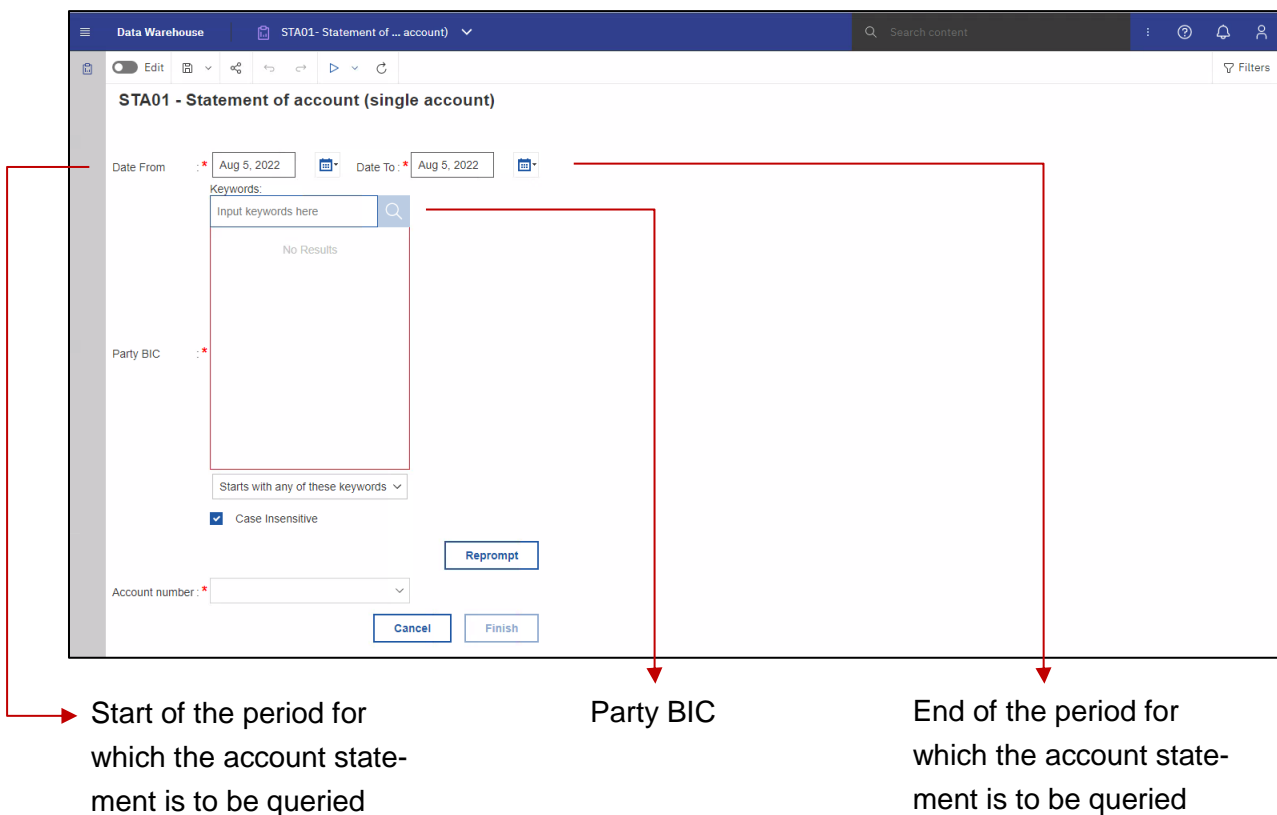 Data Warehouse STA01- Statement of ... account) Search content
Edit Filters
STA01 - Statement of account (single account)
Date From :* Aug 5, 2022 Date To :* Aug 5, 2022
Keywords:
Input keywords here
No Results
Party BIC :*
Starts with any of these keywords
Case Insensitive
Reprompt
Account number :*
Cancel Finish
Start of the period for
which the account state-
ment is to be queried
Party BIC
End of the period for
which the account state-
ment is to be queried